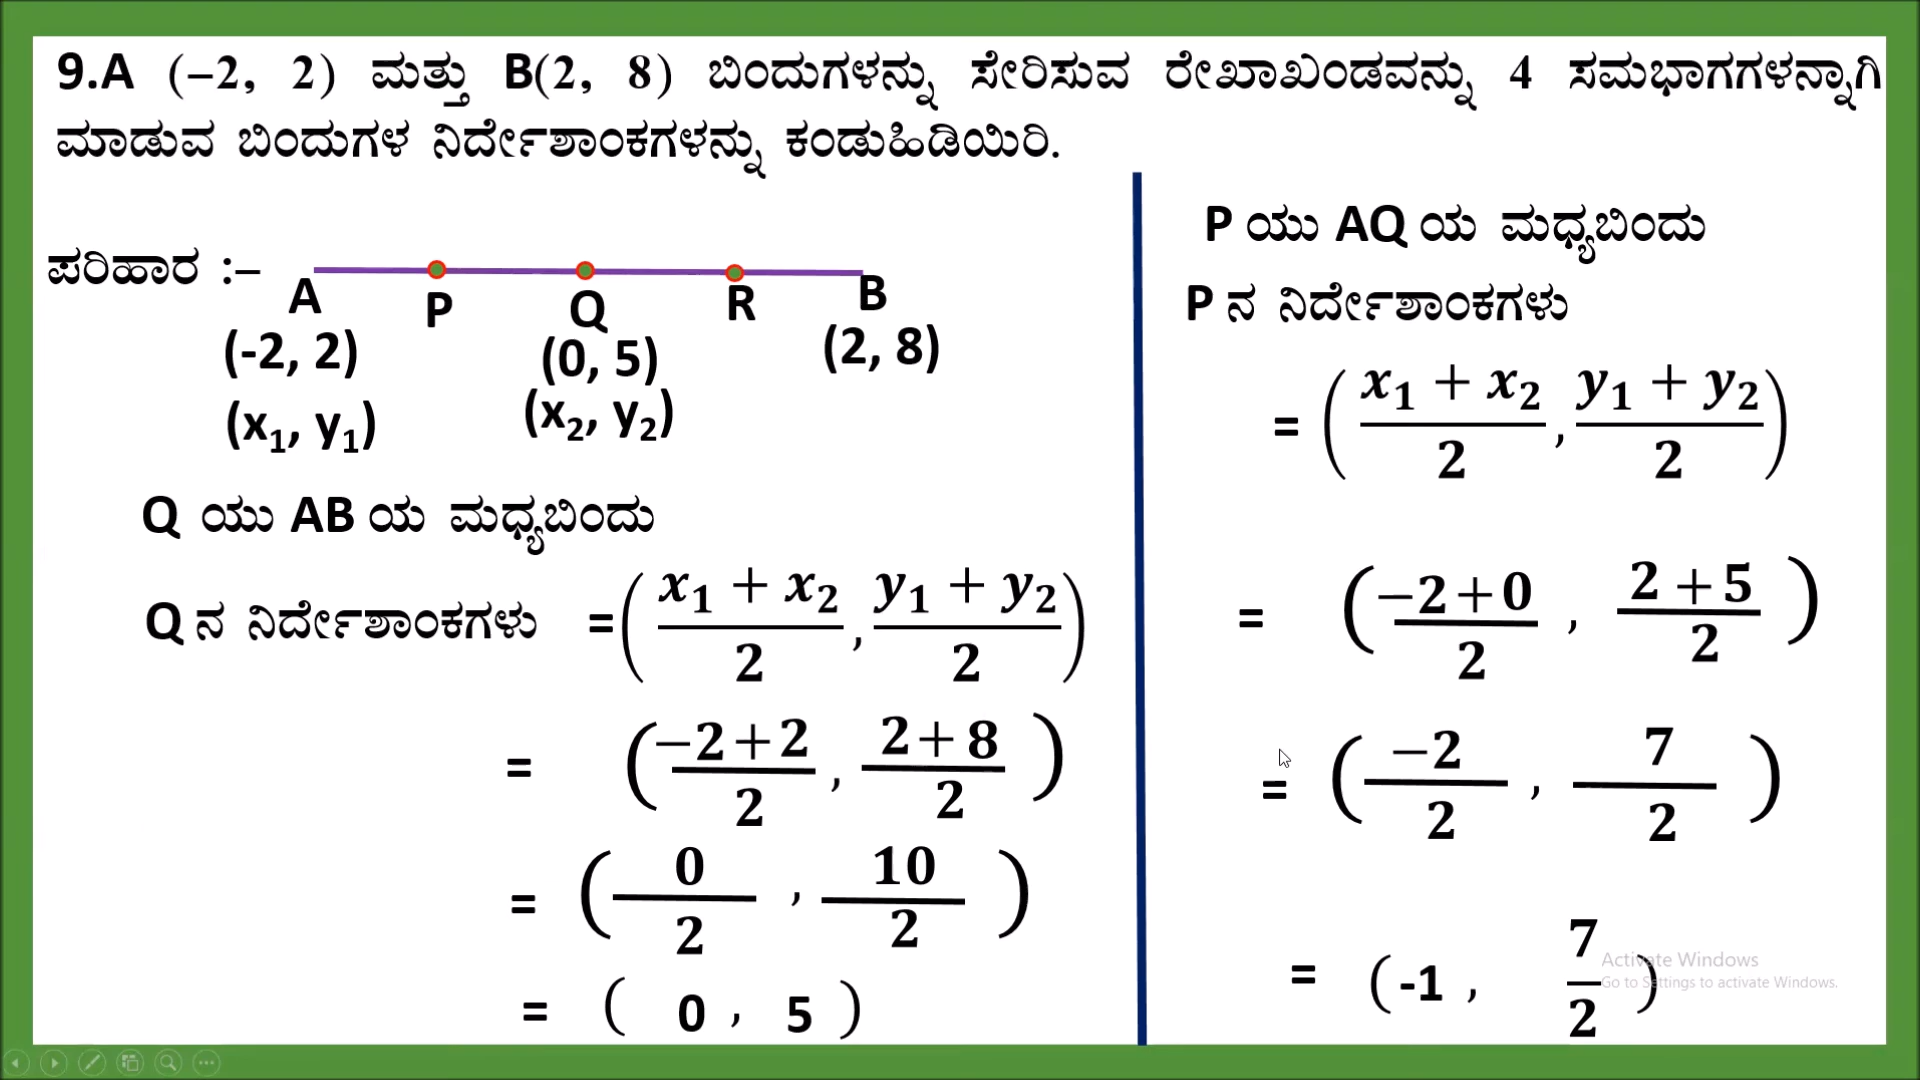 9.A (−2, 2) ಮತ್ತು B(2, 8) ಬಿಂದುಗಳನ್ನು ಸೇರಿಸುವ ರೇಖಾಖಂಡವನ್ನು 4 ಸಮಭಾಗಗಳನ್ನಾಗಿ
ಮಾಡುವ ಬಿಂದುಗಳ ನಿರ್ದೇಶಾಂಕಗಳನ್ನು ಕಂಡುಹಿಡಿಯಿರಿ.
ಪರಿಹಾರ :–
A P Q R B
(-2, 2) (0, 5) (2, 8)
(x₁, y₁) (x₂, y₂)
Q ಯು AB ಯ ಮಧ್ಯಬಿಂದು
Q ನ ನಿರ್ದೇಶಾಂಕಗಳು = ( (x₁ + x₂)/2 , (y₁ + y₂)/2 )
= ( (−2+2)/2 , (2+8)/2 )
= ( 0/2 , 10/2 )
= ( 0 , 5 )
P ಯು AQ ಯ ಮಧ್ಯಬಿಂದು
P ನ ನಿರ್ದೇಶಾಂಕಗಳು
= ( (x₁ + x₂)/2 , (y₁ + y₂)/2 )
= ( (−2+0)/2 , (2+5)/2 )
= ( −2/2 , 7/2 )
= ( -1 , 7/2 )
Activate Windows
Go to Settings to activate Windows.